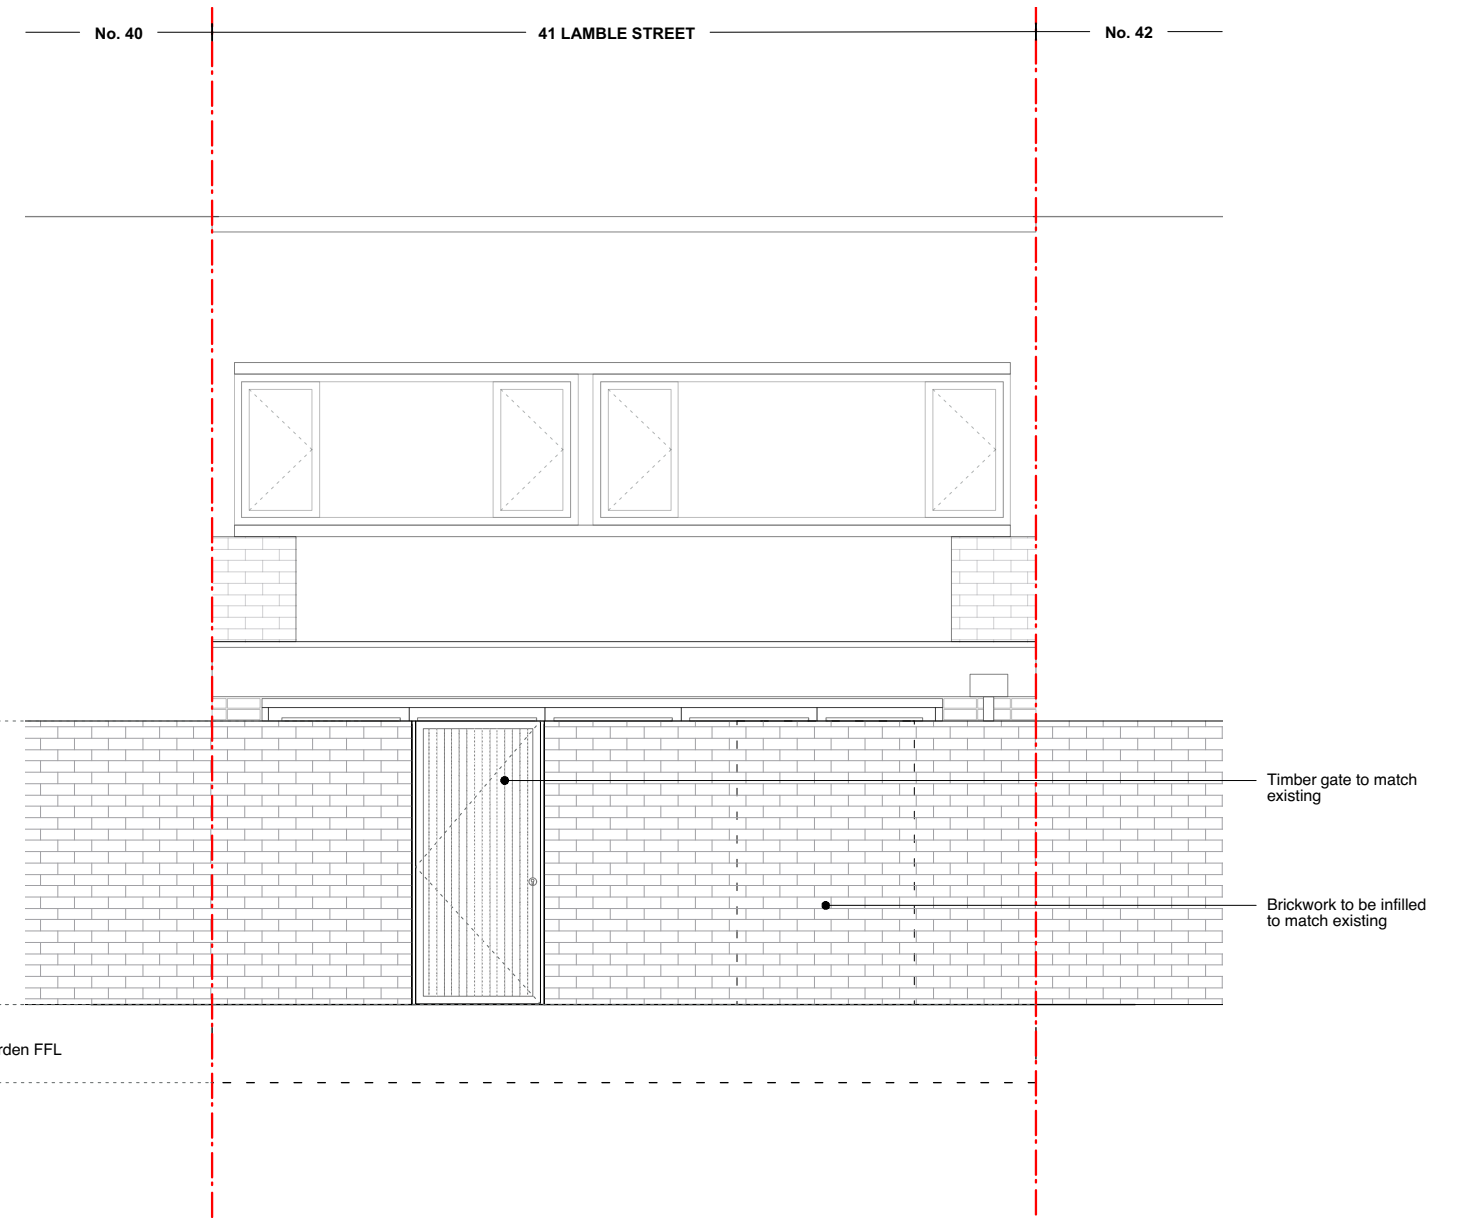 No. 40
41 LAMBLE STREET
No. 42
Timber gate to match
existing
Brickwork to be infilled
to match existing
rden FFL